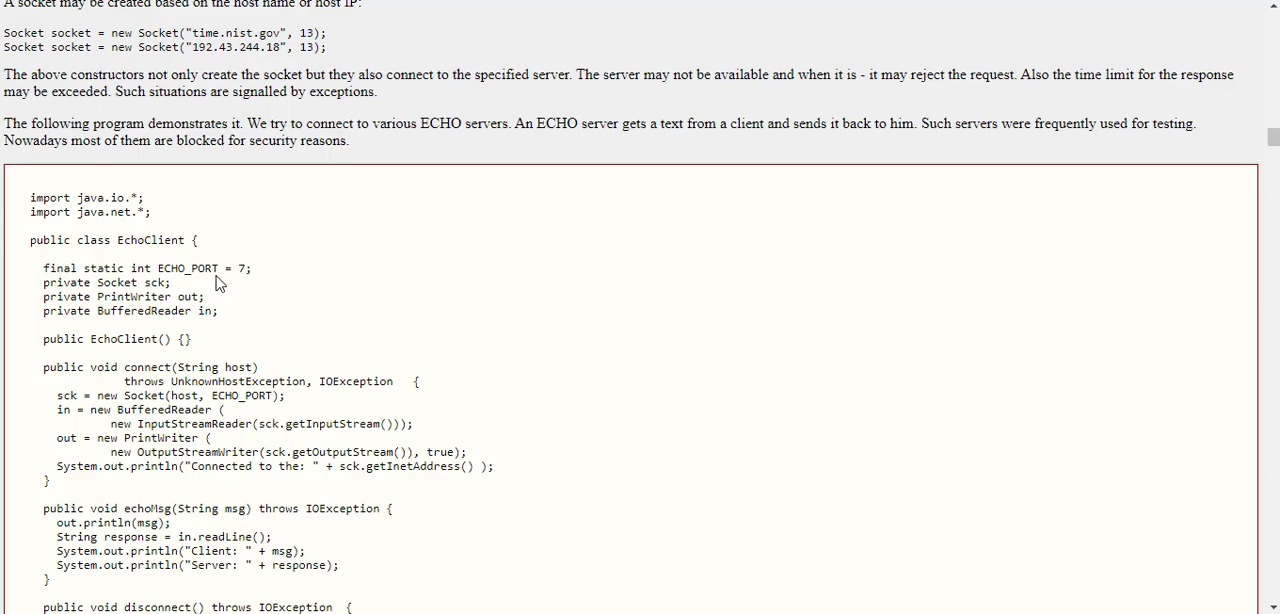 A socket may be created based on the host name or host IP:
Socket socket = new Socket("time.nist.gov", 13);
Socket socket = new Socket("192.43.244.18", 13);
The above constructors not only create the socket but they also connect to the specified server. The server may not be available and when it is - it may reject the request. Also the time limit for the response
may be exceeded. Such situations are signalled by exceptions.
The following program demonstrates it. We try to connect to various ECHO servers. An ECHO server gets a text from a client and sends it back to him. Such servers were frequently used for testing.
Nowadays most of them are blocked for security reasons.
import java.io.*;
import java.net.*;
public class EchoClient {
final static int ECHO_PORT = 7;
private Socket sck;
private PrintWriter out;
private BufferedReader in;
public EchoClient() {}
public void connect(String host)
throws UnknownHostException, IOException {
sck = new Socket(host, ECHO_PORT);
in = new BufferedReader (
new InputStreamReader(sck.getInputStream()));
out = new PrintWriter (
new OutputStreamWriter(sck.getOutputStream()), true);
System.out.println("Connected to the: " + sck.getInetAddress() );
}
public void echoMsg(String msg) throws IOException {
out.println(msg);
String response = in.readLine();
System.out.println("Client: " + msg);
System.out.println("Server: " + response);
}
public void disconnect() throws IOException {